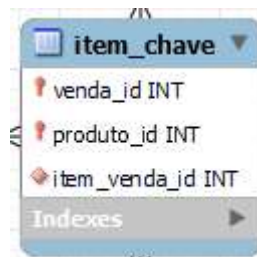 item_chave
venda_id INT
produto_id INT
item_venda_id INT
Indexes